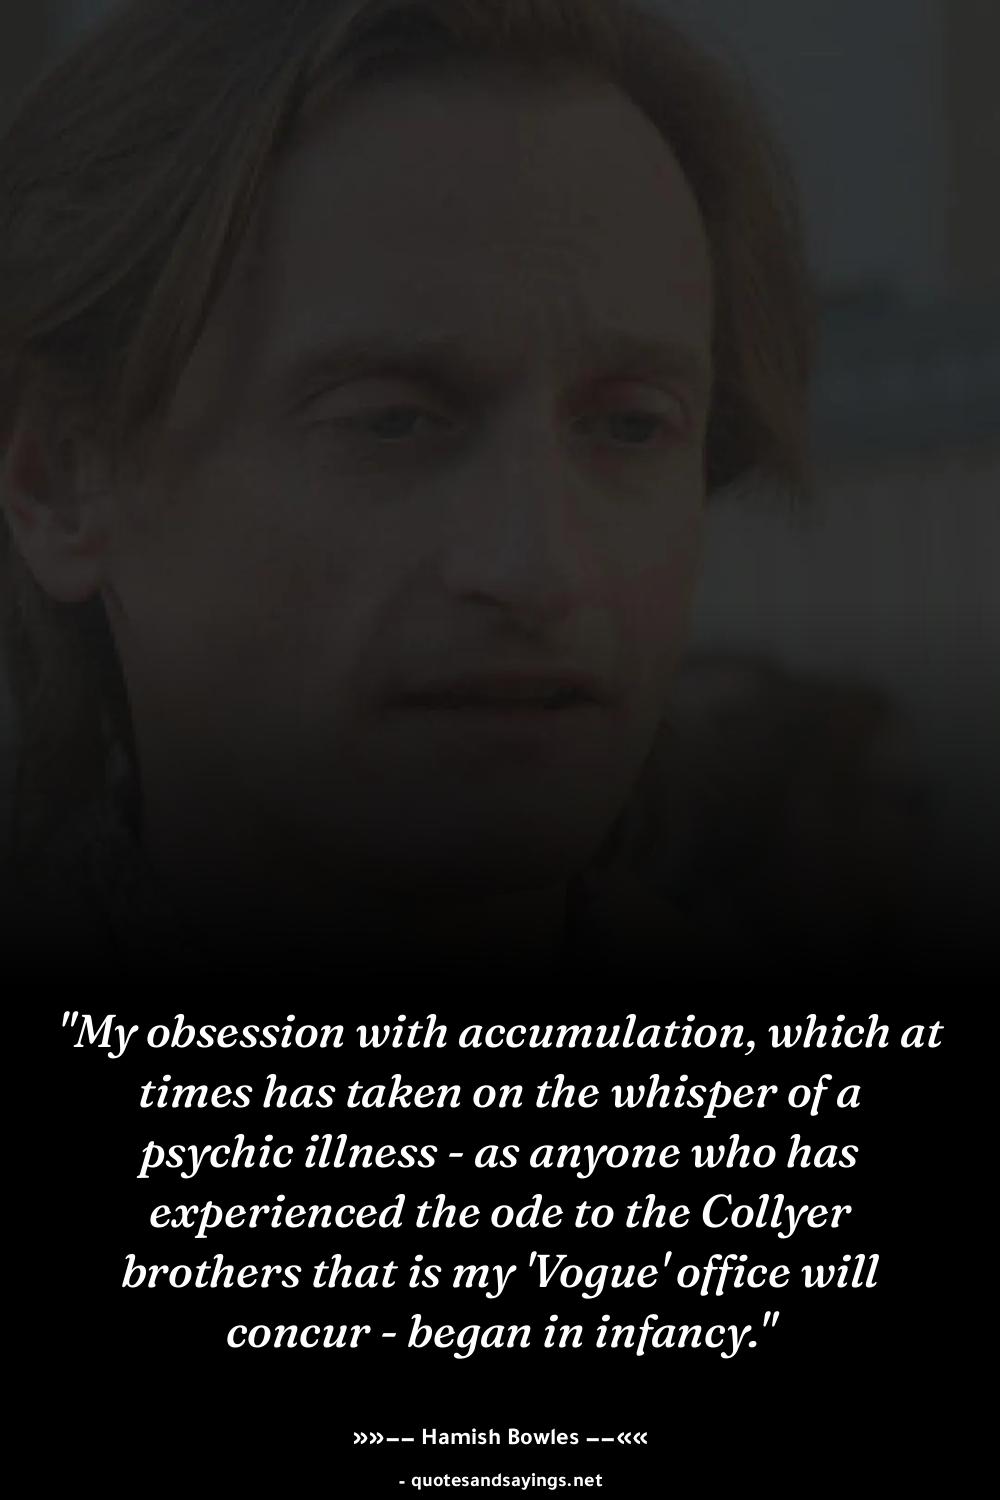 "My obsession with accumulation, which at
times has taken on the whisper of a
psychic illness - as anyone who has
experienced the ode to the Collyer
brothers that is my 'Vogue' office will
concur - began in infancy."
»»−− Hamish Bowles −−««
- quotesandsayings.net